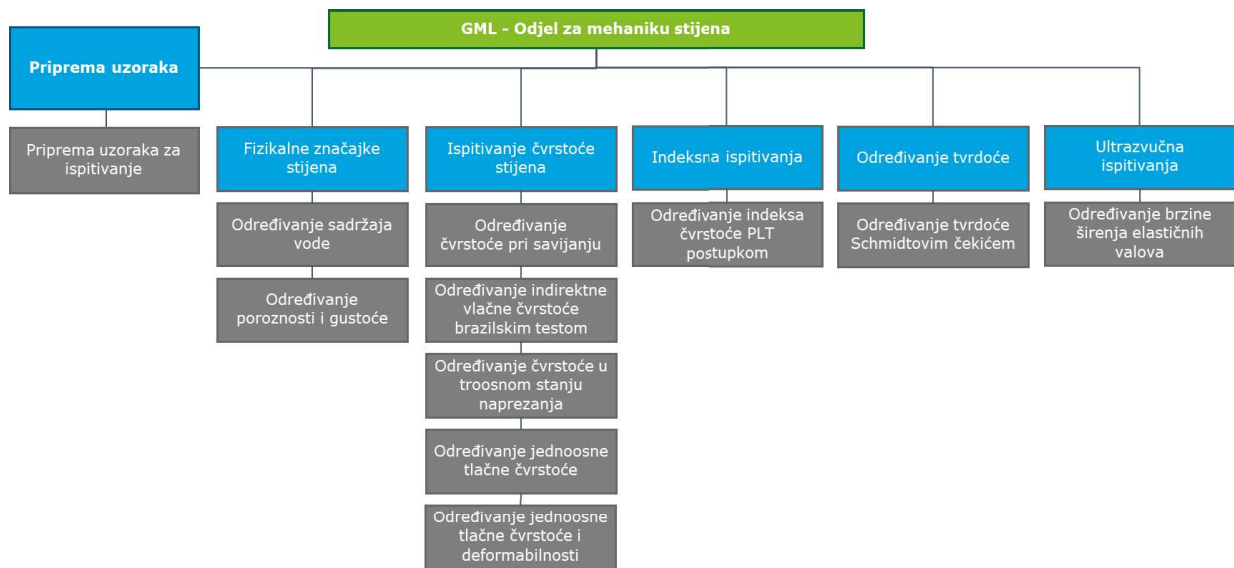 GML – Odjel za mehaniku stijena
Priprema uzoraka
Priprema uzoraka za
ispitivanje
Fizikalne značajke
stijena
Određivanje sadržaja
vode
Određivanje
poroznosti i gustoće
Ispitivanje čvrstoće
stijena
Određivanje
čvrstoće pri savijanju
Određivanje indirektne
vlačne čvrstoće
brazilskim testom
Određivanje čvrstoće u
troosnom stanju
naprezanja
Određivanje jednoosne
tlačne čvrstoće
Određivanje jednoosne
tlačne čvrstoće i
deformabilnosti
Indeksna ispitivanja
Određivanje indeksa
čvrstoće PLT
postupkom
Određivanje tvrdoće
Određivanje tvrdoće
Schmidtovim čekićem
Ultrazvučna
ispitivanja
Određivanje brzine
širenja elastičnih
valova